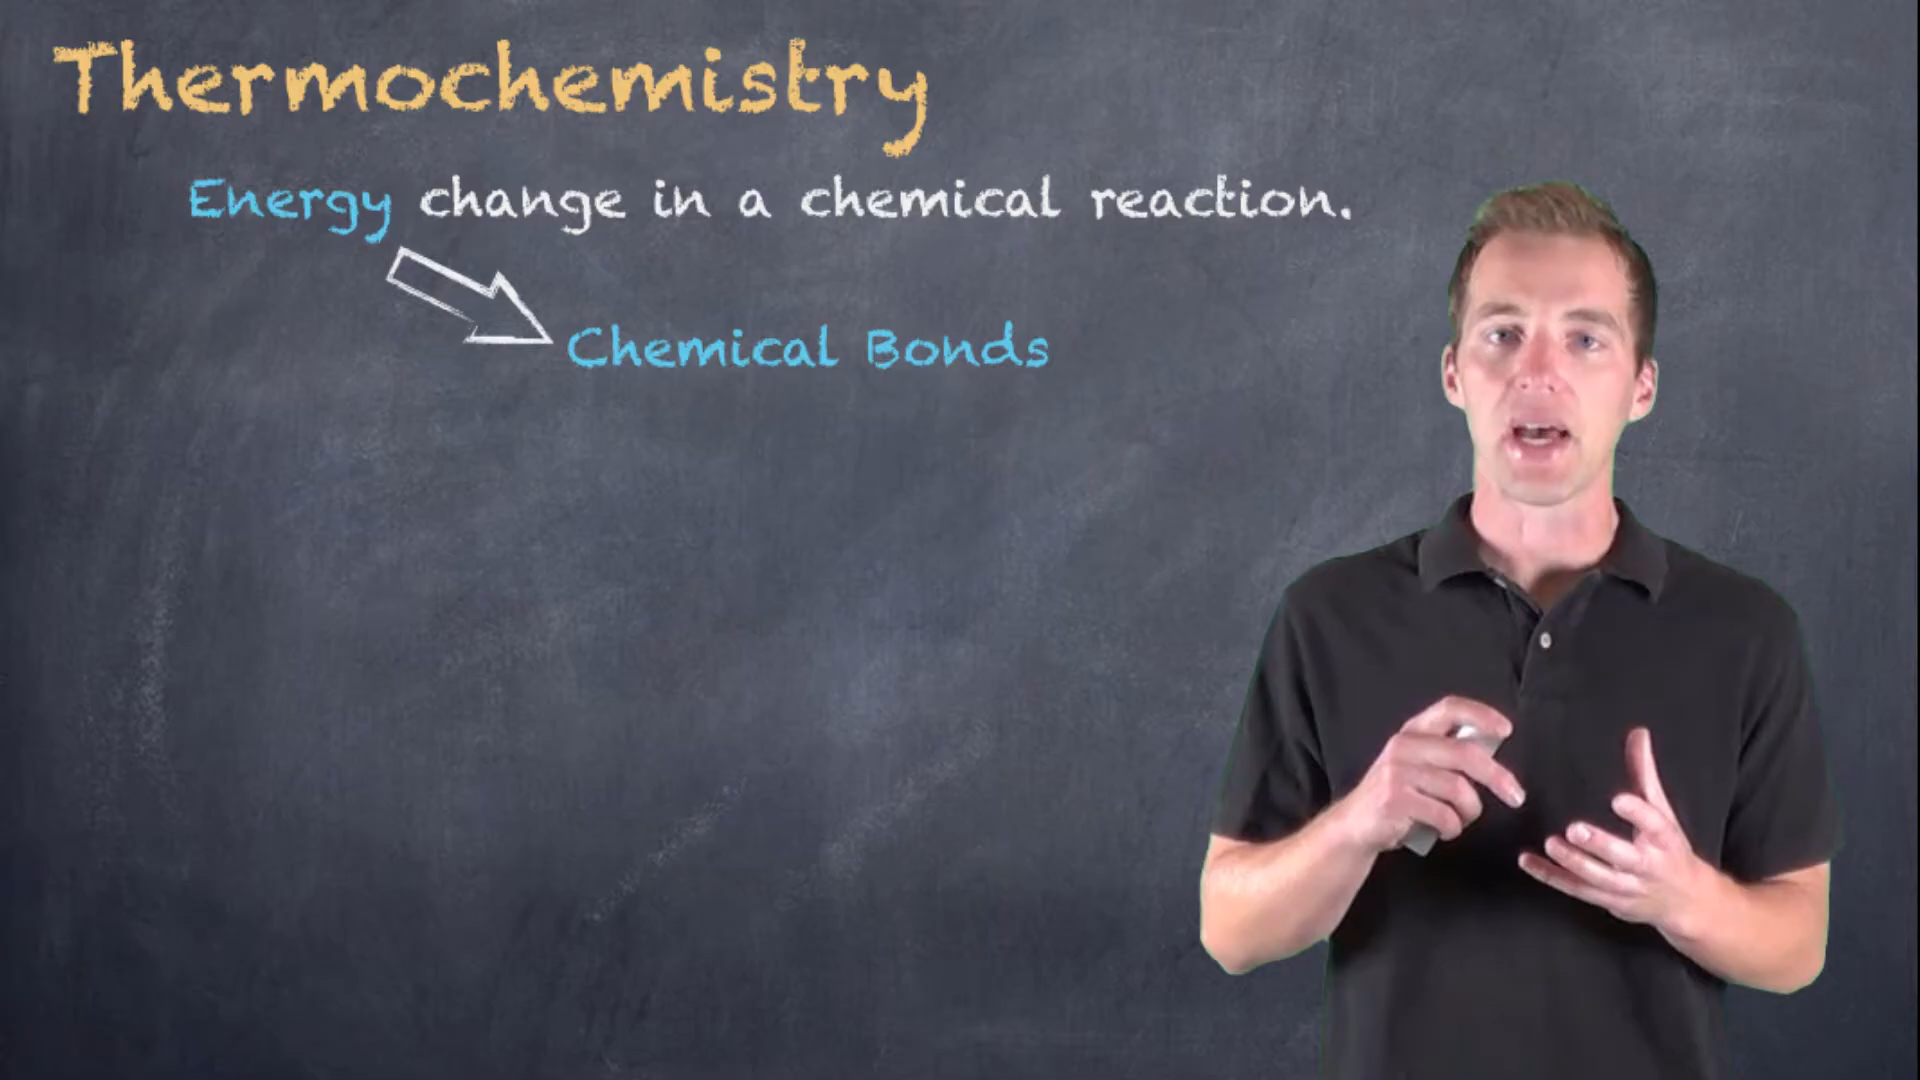 Thermochemistry
Energy change in a chemical reaction.
Chemical Bonds